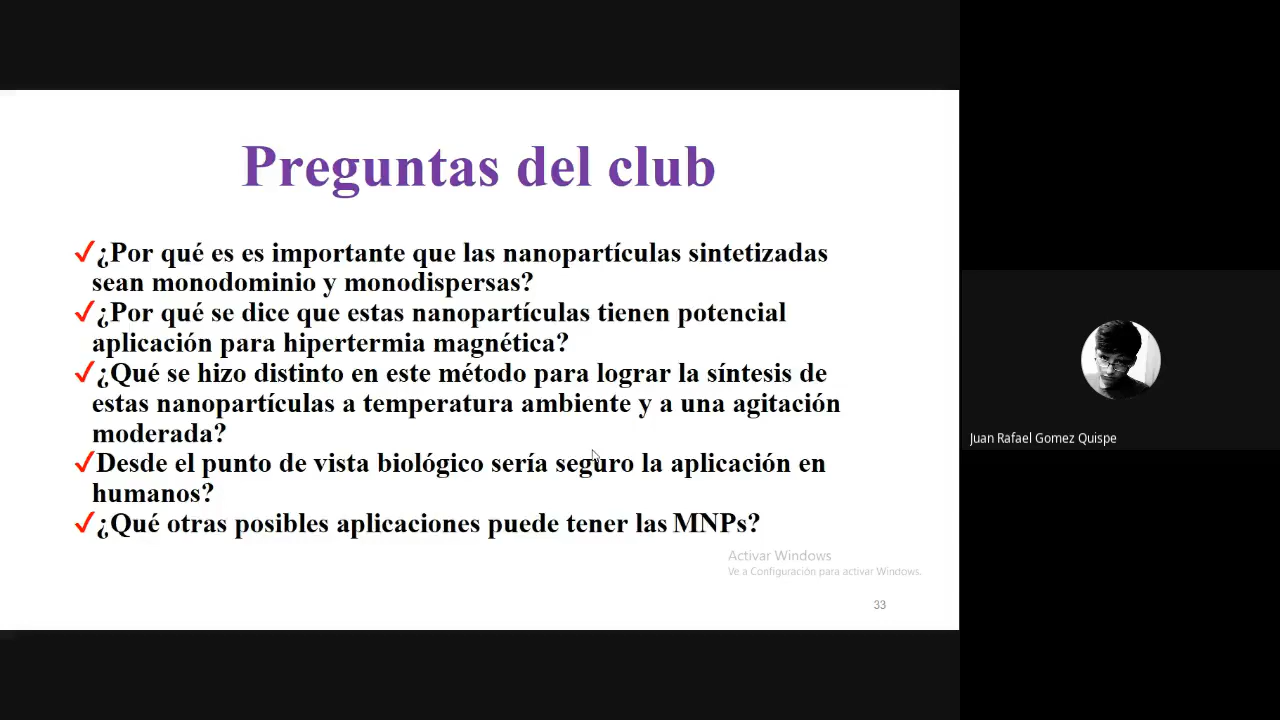 Preguntas del club
✓¿Por qué es es importante que las nanopartículas sintetizadas
sean monodominio y monodispersas?
✓¿Por qué se dice que estas nanopartículas tienen potencial
aplicación para hipertermia magnética?
✓¿Qué se hizo distinto en este método para lograr la síntesis de
estas nanopartículas a temperatura ambiente y a una agitación
moderada?
✓Desde el punto de vista biológico sería seguro la aplicación en
humanos?
✓¿Qué otras posibles aplicaciones puede tener las MNPs?
Activar Windows
Ve a Configuración para activar Windows.
33
Juan Rafael Gomez Quispe